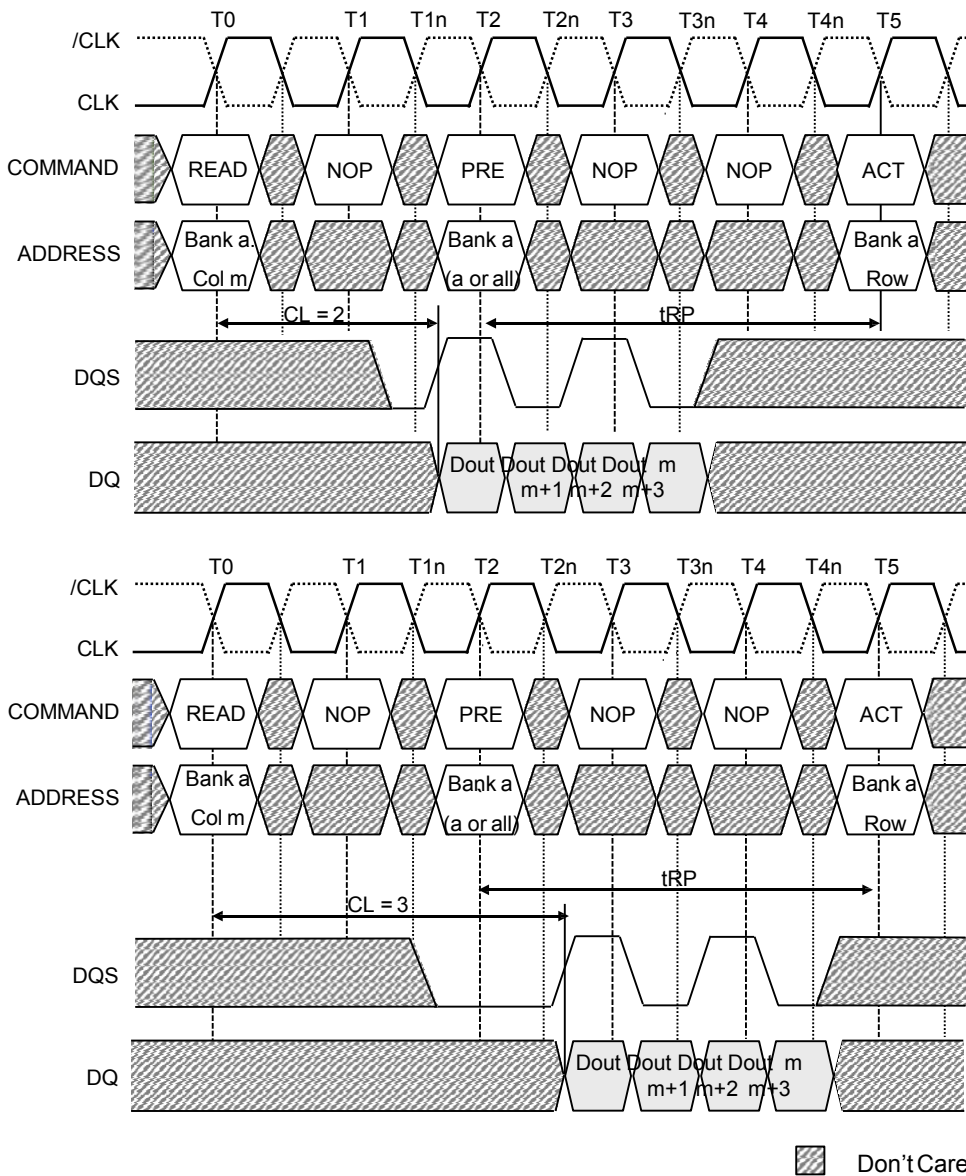 T0 T1 T1n T2 T2n T3 T3n T4 T4n T5
/CLK
CLK
COMMAND READ NOP PRE NOP NOP ACT
ADDRESS Bank a. Bank a Bank a
Col m (a or all) Row
CL = 2 tRP
DQS
DQ Dout Dout Dout Dout m
m+1 m+2 m+3
T0 T1 T1n T2 T2n T3 T3n T4 T4n T5
/CLK
CLK
COMMAND READ NOP PRE NOP NOP ACT
ADDRESS Bank a Bank a Bank a
Col m (a or all) Row
tRP
CL = 3
DQS
DQ Dout Dout Dout Dout m
m+1 m+2 m+3
Don't Care